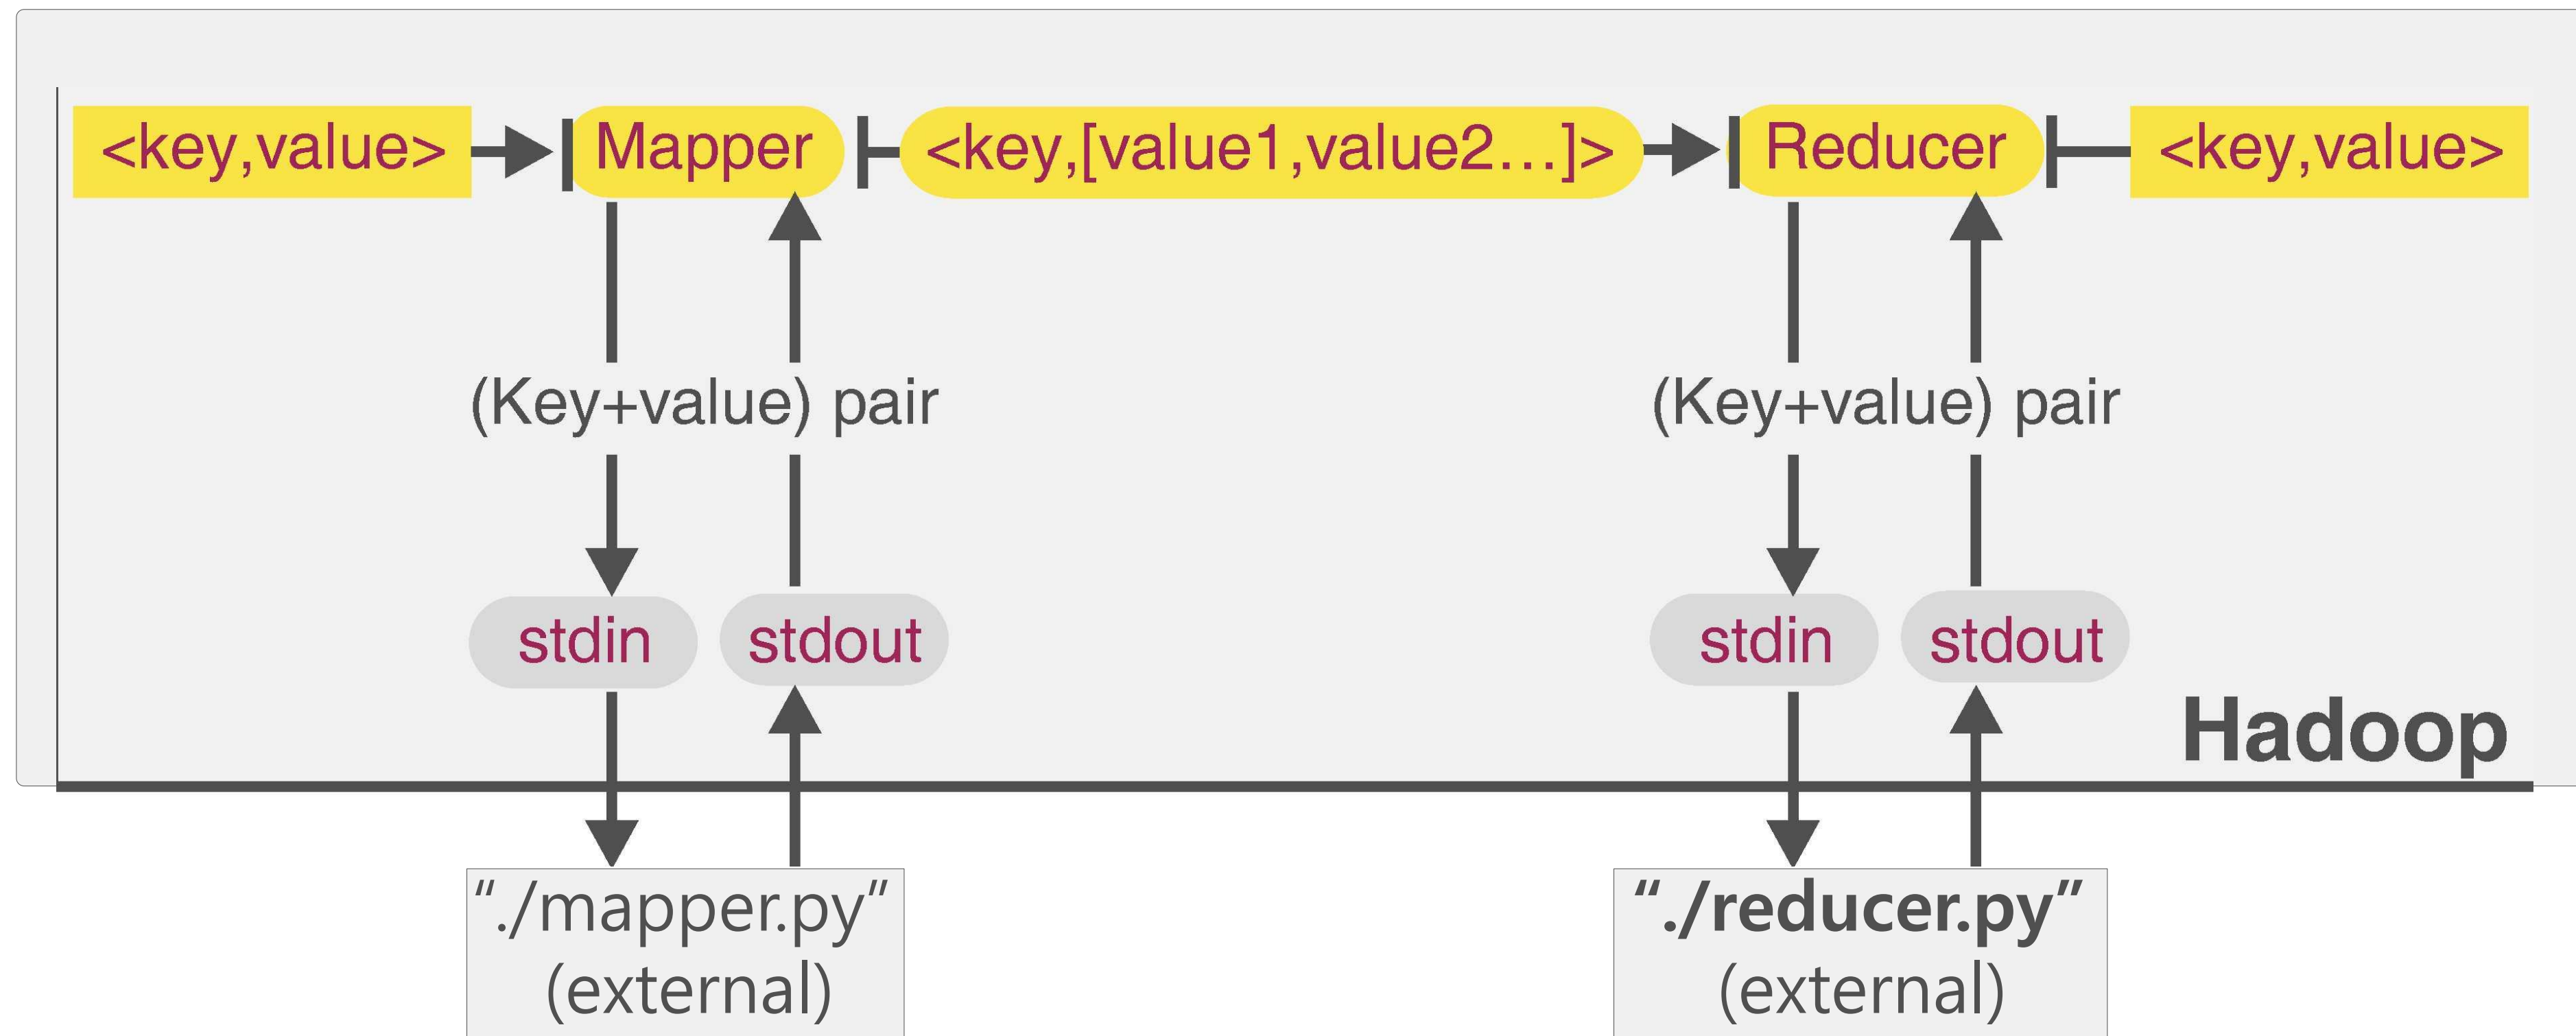 <key,value>
Mapper
<key,[value1,value2...]>
Reducer
<key,value>
(Key+value) pair
(Key+value) pair
stdin
stdout
stdin
stdout
Hadoop
“./mapper.py”
(external)
“./reducer.py”
(external)